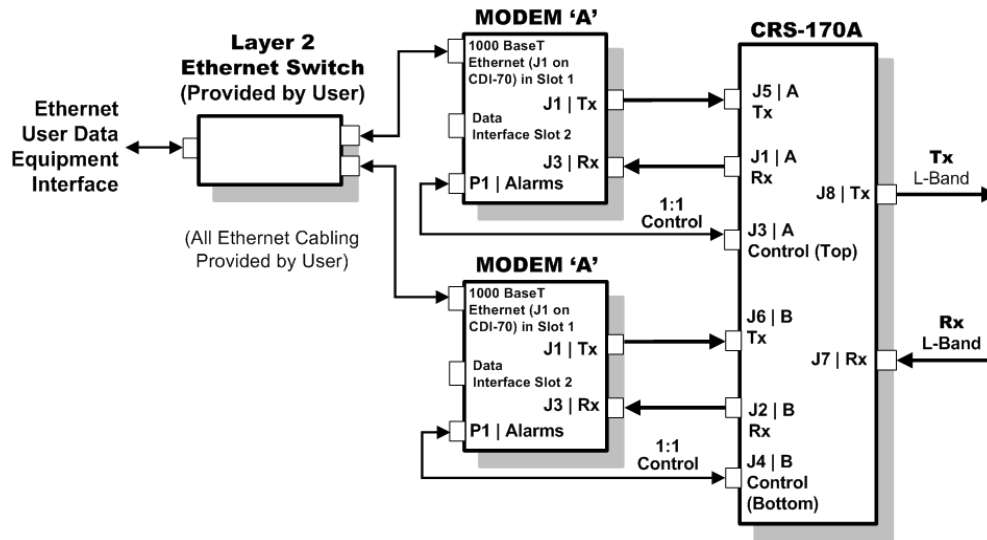 MODEM ‘A’
CRS-170A
Layer 2
Ethernet Switch
(Provided by User)
Ethernet
User Data
Equipment
Interface
(All Ethernet Cabling
Provided by User)
1000 BaseT
Ethernet (J1 on
CDI-70) in Slot 1
J1 | Tx
Data
Interface Slot 2
J3 | Rx
P1 | Alarms
1:1
Control
J5 | A
Tx
J1 | A
Rx
J3 | A
Control (Top)
J8 | Tx
Tx
L-Band
MODEM ‘A’
1000 BaseT
Ethernet (J1 on
CDI-70) in Slot 1
J1 | Tx
Data
Interface Slot 2
J3 | Rx
P1 | Alarms
1:1
Control
J6 | B
Tx
J7 | Rx
Rx
L-Band
J2 | B
Rx
J4 | B
Control
(Bottom)